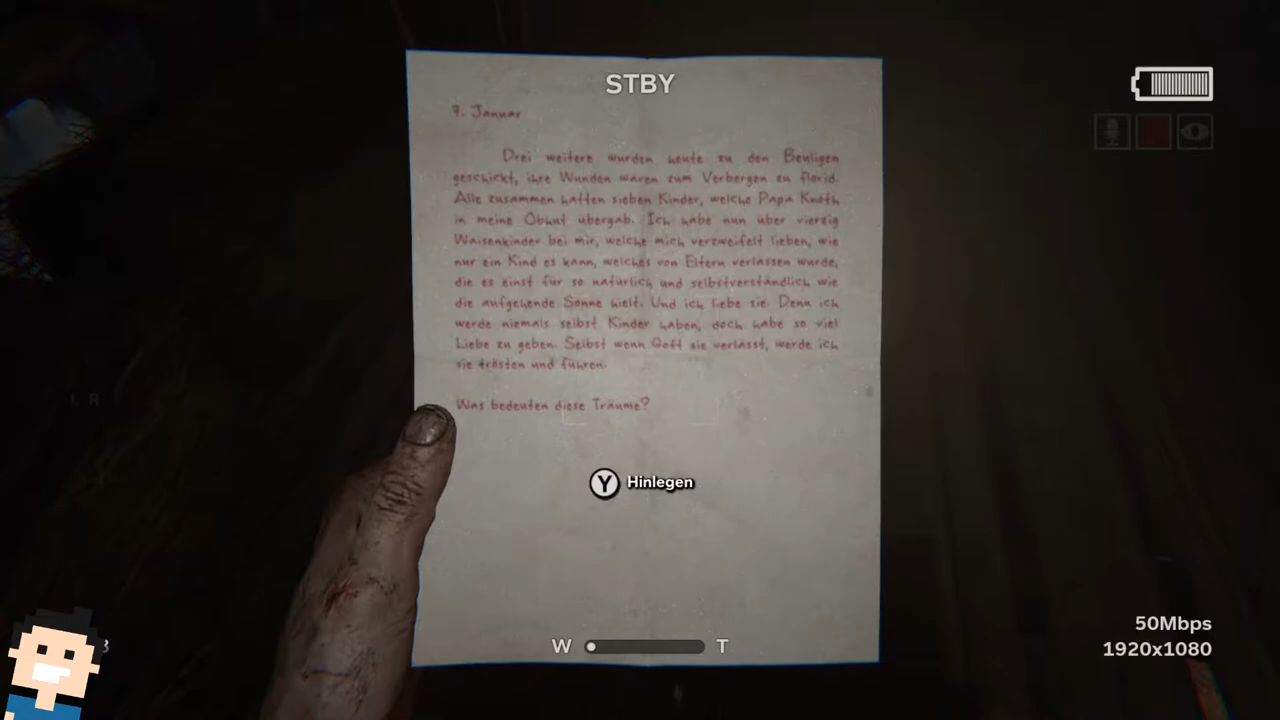 STBY
7. Januar
Drei weitere wurden heute zu den Beuligen
geschickt, ihre Wunden waren zum Verbergen zu florid.
Alle zusammen hatten sieben Kinder, welche Papa Knoth
in meine Obhut übergab. Ich habe nun über vierzig
Waisenkinder bei mir, welche mich verzweifelt lieben, wie
nur ein Kind es kann, welches von Eltern verlassen wurde,
die es einst für so natürlich und selbstverständlich wie
die aufgehende Sonne hielt. Und ich liebe sie. Denn ich
werde niemals selbst Kinder haben, doch habe so viel
Liebe zu geben. Selbst wenn Gott sie verlässt, werde ich
sie trösten und führen.
L R
Was bedeuten diese Träume?
Y Hinlegen
50Mbps
W T
1920x1080